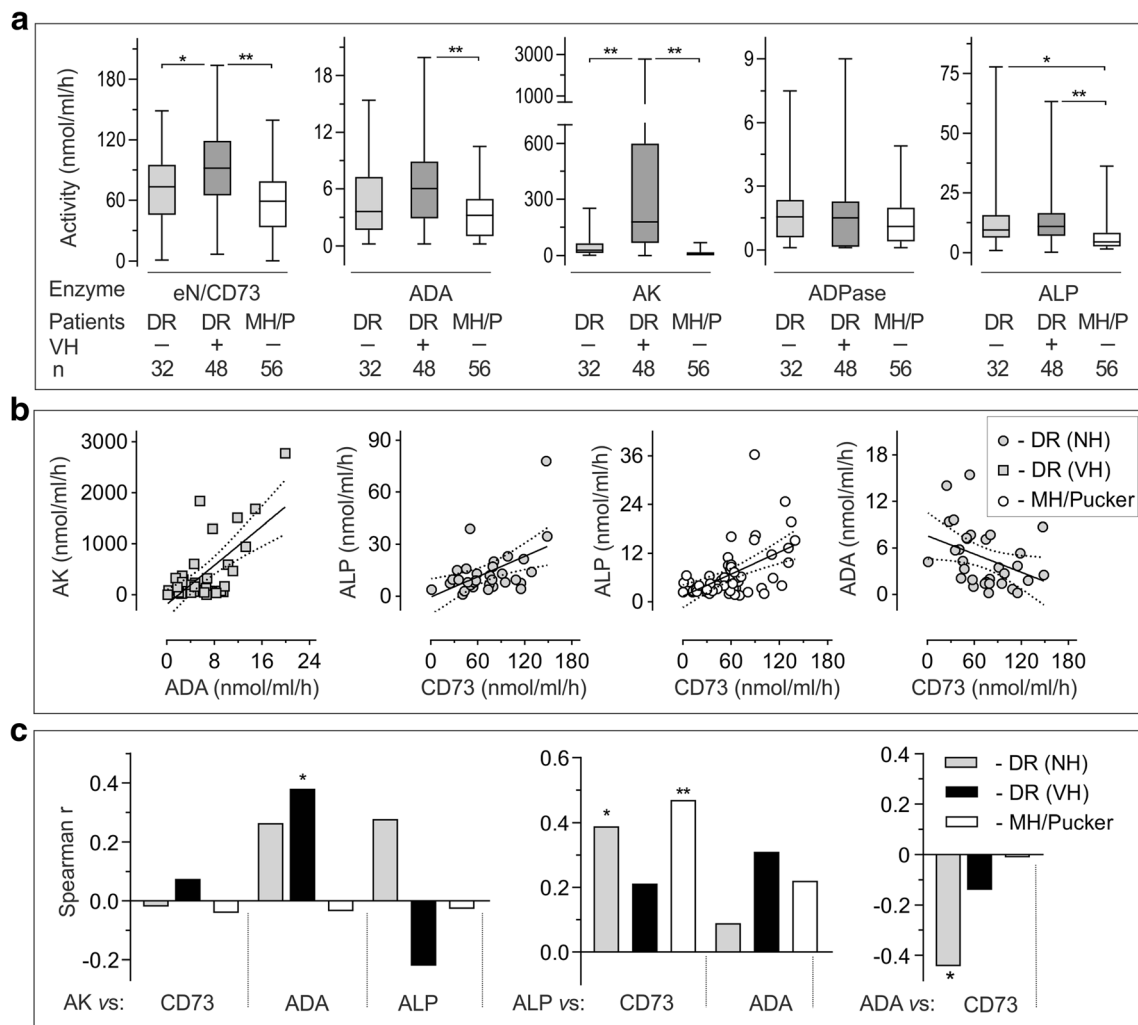 a
Activity (nmol/ml/h)
180
120
60
0
* **
18
12
6
0
**
3000
1000
600
300
0
** **
9
6
3
0
75
50
25
0
*
**
Enzyme eN/CD73 ADA AK ADPase ALP
Patients DR DR MH/P DR DR MH/P DR DR MH/P DR DR MH/P DR DR MH/P
VH – + – – + – – + – – + – – + –
n 32 48 56 32 48 56 32 48 56 32 48 56 32 48 56
b
AK (nmol/ml/h)
3000
2000
1000
0
0 8 16 24
ADA (nmol/ml/h)
ALP (nmol/ml/h)
90
60
30
0
0 60 120 180
CD73 (nmol/ml/h)
ALP (nmol/ml/h)
36
24
12
0
0 60 120 180
CD73 (nmol/ml/h)
ADA (nmol/ml/h)
18
12
6
0
0 60 120 180
CD73 (nmol/ml/h)
- DR (NH)
- DR (VH)
- MH/Pucker
c
Spearman r
0.4
0.2
0.0
-0.2
*
AK vs: CD73 ADA ALP
0.6
0.4
0.2
0.0
* **
ALP vs: CD73 ADA
0.4
0.2
0
-0.2
-0.4
*
ADA vs: CD73
- DR (NH)
- DR (VH)
- MH/Pucker